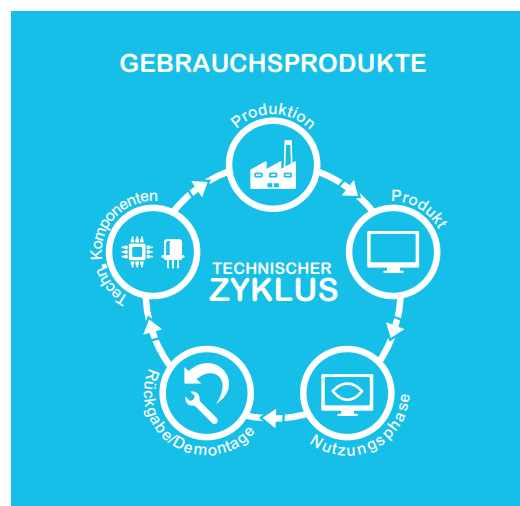 GEBRAUCHSPRODUKTE
Produktion
Produkt
Techn. Komponenten
TECHNISCHER
ZYKLUS
Rückgabe/Demontage
Nutzungsphase